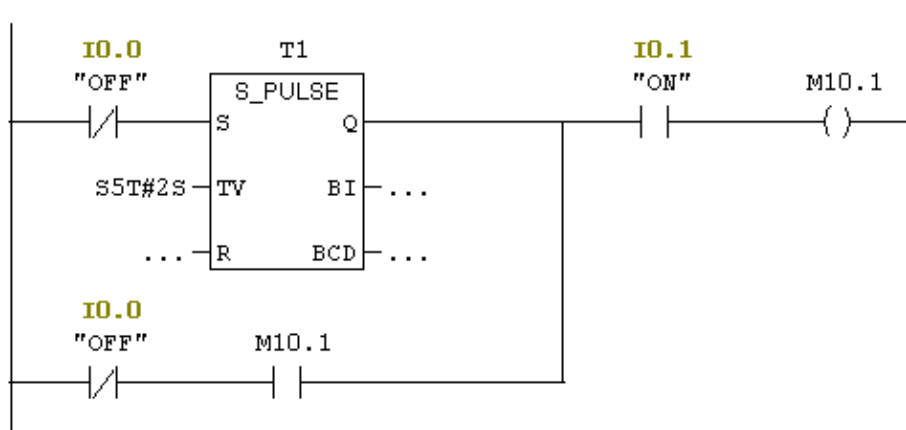 I0.0 T1 I0.1
"OFF" "ON" M10.1
S_PULSE
S Q
S5T#2S TV BI ...
... R BCD ...
I0.0
"OFF" M10.1